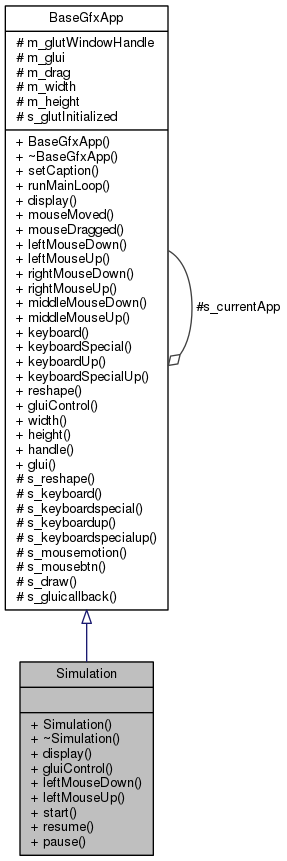 BaseGfxApp
# m_glutWindowHandle
# m_glui
# m_drag
# m_width
# m_height
# s_glutInitialized
+ BaseGfxApp()
+ ~BaseGfxApp()
+ setCaption()
+ runMainLoop()
+ display()
+ mouseMoved()
+ mouseDragged()
+ leftMouseDown()
+ leftMouseUp()
+ rightMouseDown()
+ rightMouseUp()
+ middleMouseDown()
+ middleMouseUp()
+ keyboard()
+ keyboardSpecial()
+ keyboardUp()
+ keyboardSpecialUp()
+ reshape()
+ gluiControl()
+ width()
+ height()
+ handle()
+ glui()
# s_reshape()
# s_keyboard()
# s_keyboardspecial()
# s_keyboardup()
# s_keyboardspecialup()
# s_mousemotion()
# s_mousebtn()
# s_draw()
# s_gluicallback()
#s_currentApp
Simulation
+ Simulation()
+ ~Simulation()
+ display()
+ gluiControl()
+ leftMouseDown()
+ leftMouseUp()
+ start()
+ resume()
+ pause()